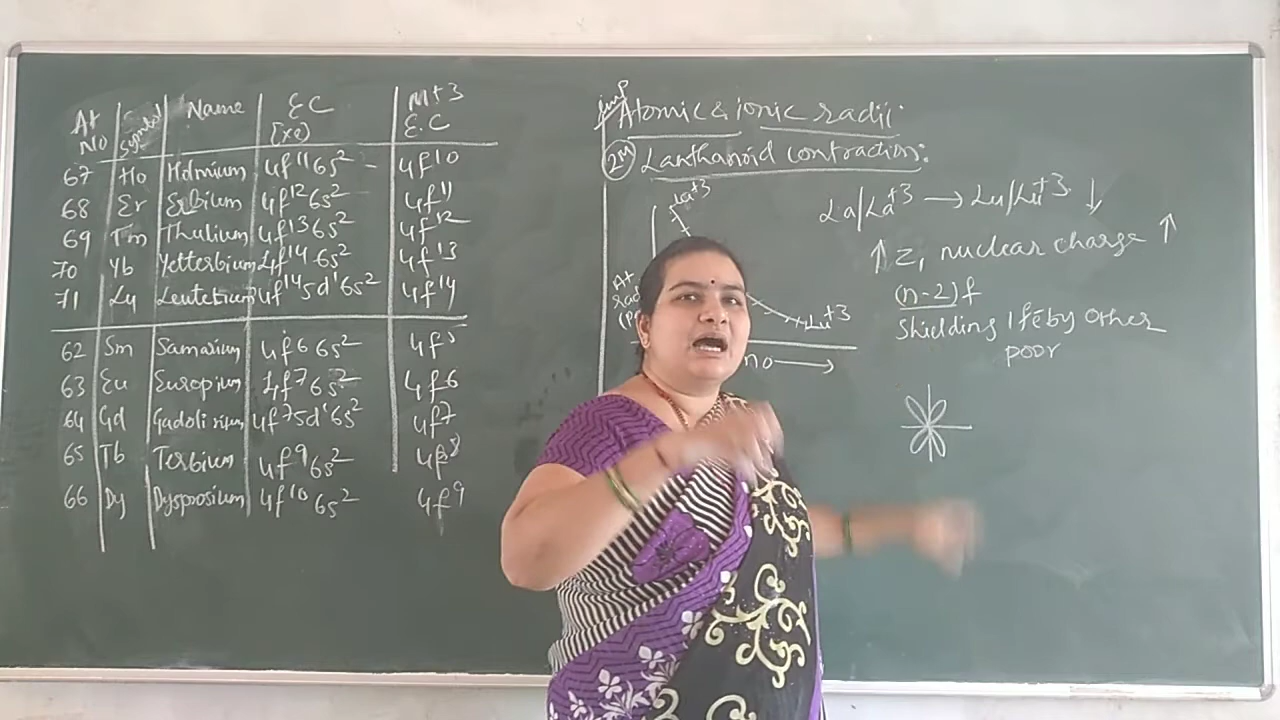 At No Symbol Name EC [Xe] M+3 E.C
67 Ho Holmium 4f¹¹6s² - 4f¹⁰
68 Er Erbium 4f¹²6s² 4f¹¹
69 Tm Thulium 4f¹³6s² 4f¹²
70 Yb Yetterbium 4f¹⁴6s² 4f¹³
71 Lu Leutetium 4f¹⁴5d¹6s² 4f¹⁴
62 Sm Samarium 4f⁶6s² 4f⁵
63 Eu Europium 4f⁷6s² 4f⁶
64 Gd Gadolinium 4f⁷5d¹6s² 4f⁷
65 Tb Terbium 4f⁹6s² 4f⁸
66 Dy Dysprosium 4f¹⁰6s² 4f⁹
Imp Atomic & ionic radii:
2M Lanthanoid contraction:
La+3
La/La+3 → Lu/Lu+3 ↓
↑ Z, nuclear charge ↑
(n-2)f
At
Lu+3
Shielding 1 fe by other
poor
no →